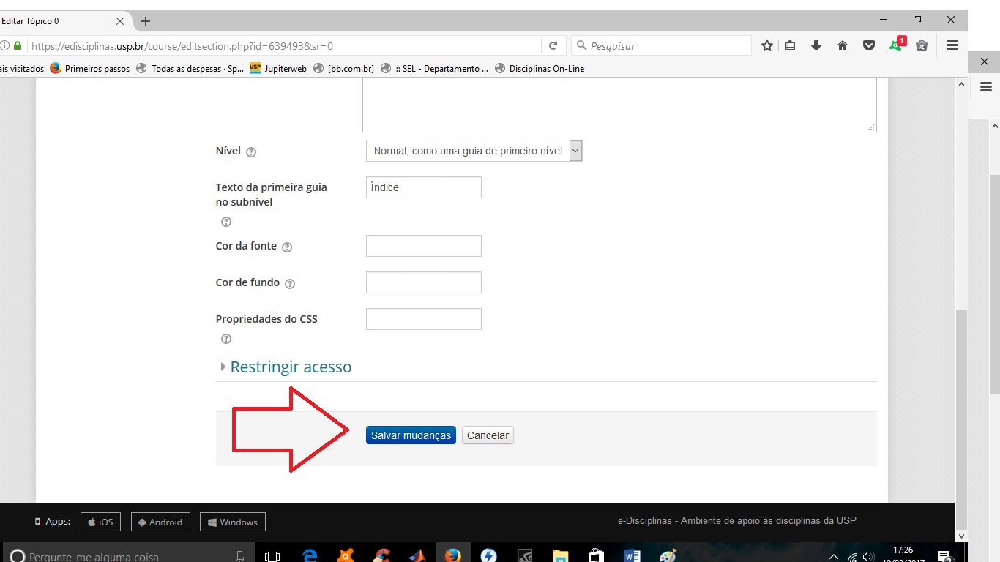 Editar Tópico 0
https://edisciplinas.usp.br/course/editsection.php?id=639493&sr=0
Pesquisar
1
ais visitados Primeiros passos Todas as despesas · Sp... USP Jupiterweb [bb.com.br] :: SEL - Departamento ... Disciplinas On-Line
Nível
Normal, como uma guia de primeiro nível
Texto da primeira guia
no subnível
Índice
Cor da fonte
Cor de fundo
Propriedades do CSS
Restringir acesso
Salvar mudanças Cancelar
Apps: iOS Android Windows
e-Disciplinas - Ambiente de apoio às disciplinas da USP
Pergunte-me alguma coisa
17:26